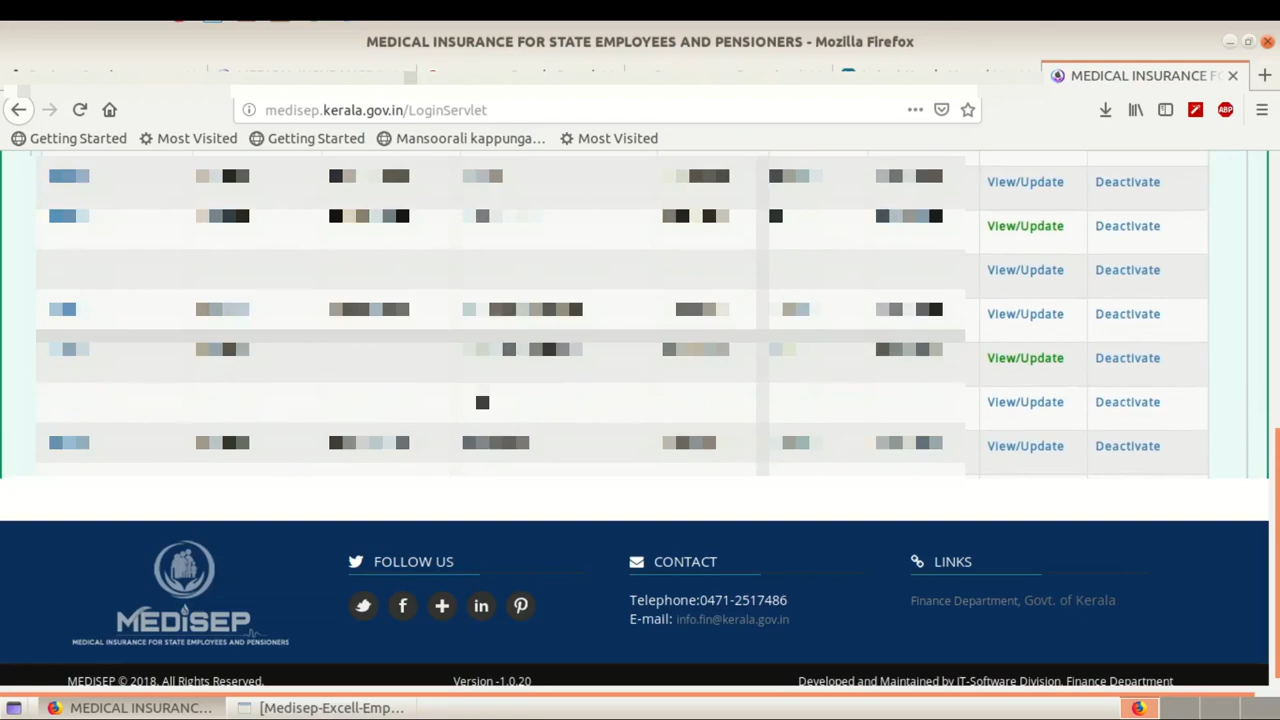 MEDICAL INSURANCE FOR STATE EMPLOYEES AND PENSIONERS - Mozilla Firefox
MEDICAL INSURANCE F
medisep.kerala.gov.in/LoginServlet
ABP
Getting Started Most Visited Getting Started Mansoorali kappunga... Most Visited
View/Update Deactivate
View/Update Deactivate
View/Update Deactivate
View/Update Deactivate
View/Update Deactivate
View/Update Deactivate
View/Update Deactivate
FOLLOW US CONTACT LINKS
Telephone:0471-2517486 Finance Department, Govt. of Kerala
E-mail: info.fin@kerala.gov.in
MEDISEP
MEDICAL INSURANCE FOR STATE EMPLOYEES AND PENSIONERS
MEDISEP © 2018. All Rights Reserved. Version -1.0.20 Developed and Maintained by IT-Software Division, Finance Department
MEDICAL INSURANC... [Medisep-Excell-Emp...